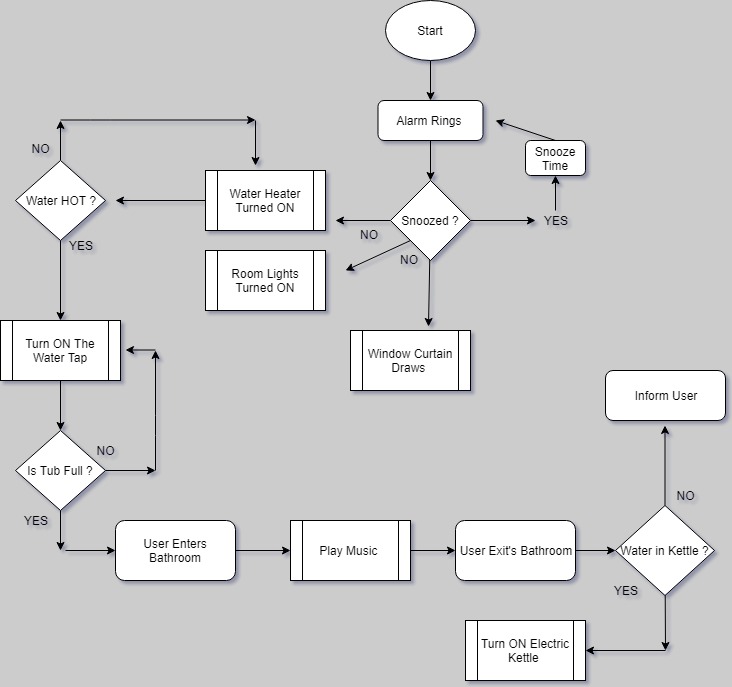 Start
Alarm Rings
Snooze
Time
NO
Water HOT ?
Water Heater
Turned ON
Snoozed ?
YES
NO
YES
NO
Room Lights
Turned ON
Turn ON The
Water Tap
Window Curtain
Draws
Inform User
NO
Is Tub Full ?
YES
NO
User Enters
Bathroom
Play Music
User Exit's Bathroom
Water in Kettle ?
YES
Turn ON Electric
Kettle